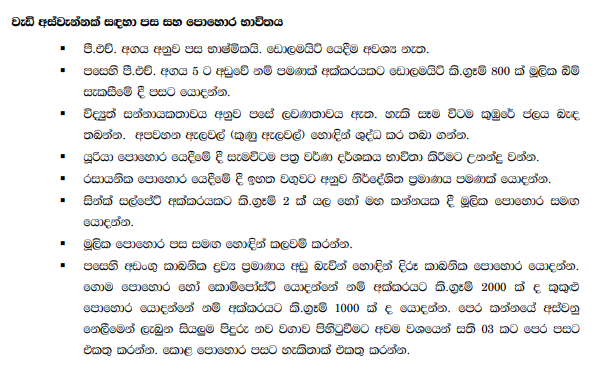 වැඩි අස්වැන්නක් සඳහා පස සහ පොහොර භාවිතය
▪ පී.එච්. අගය අනුව පස භාෂ්මිකයි. ඩොලමයිට් යෙදීම අවශ්‍ය නැත.
▪ පසෙහි පී.එච්. අගය 5 ට අඩුවේ නම් පමණක් අක්කරයකට ඩොලමයිට් කි.ග්‍රෑම් 800 ක් මූලික බිම්
සැකසීමේ දී පසට යොදන්න.
▪ විද්‍යුත් සන්නායකතාවය අනුව පසේ ලවණතාවය ඇත. හැකි සෑම විටම කුඹුරේ ජලය බැඳ
තබන්න. අපවහන ඇලවල් (කුණු ඇලවල්) හොඳින් ශුද්ධ කර තබා ගන්න.
▪ යූරියා පොහොර යෙදීමේ දී සැමවිටම පත්‍ර වර්ණ දර්ශකය භාවිතා කිරීමට උනන්දු වන්න.
▪ රසායනික පොහොර යෙදීමේ දී ඉහත වගුවට අනුව නිර්දේශිත ප්‍රමාණය පමණක් යොදන්න.
▪ සින්ක් සල්පේට් අක්කරයකට කි.ග්‍රෑම් 2 ක් යල හෝ මහ කන්නයක දී මූලික පොහොර සමඟ
යොදන්න.
▪ මූලික පොහොර පස සමඟ හොඳින් කලවම් කරන්න.
▪ පසෙහි අඩංගු කාබනික ද්‍රව්‍ය ප්‍රමාණය අඩු බැවින් හොඳින් දිරූ කාබනික පොහොර යොදන්න.
ගොම පොහොර හෝ කොම්පෝස්ට් යොදන්නේ නම් අක්කරයකට කි.ග්‍රෑම් 2000 ක් ද කුකුළු
පොහොර යොදන්නේ නම් අක්කරයකට කි.ග්‍රෑම් 1000 ක් ද යොදන්න. පෙර කන්නයේ අස්වනු
නෙලීමෙන් ලැබුන සියලුම පිදුරු නව වගාව පිහිටුවීමට අවම වශයෙන් සති 03 කට පෙර පසට
එකතු කරන්න. කොළ පොහොර පසට හැකිතාක් එකතු කරන්න.